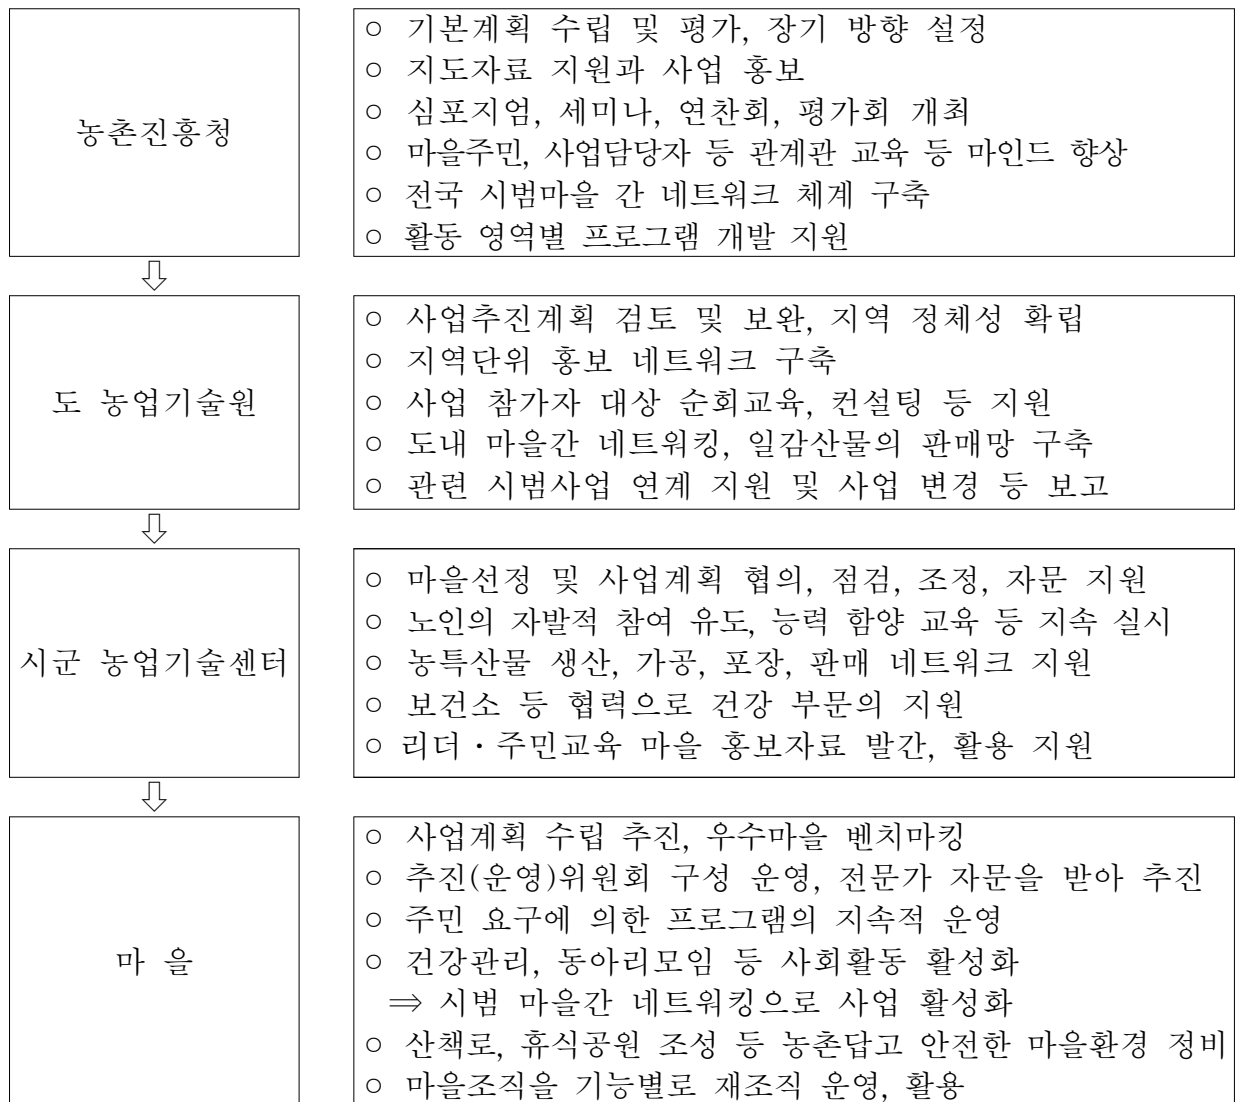 농촌진흥청
○ 기본계획 수립 및 평가, 장기 방향 설정
○ 지도자료 지원과 사업 홍보
○ 심포지엄, 세미나, 연찬회, 평가회 개최
○ 마을주민, 사업담당자 등 관계관 교육 등 마인드 향상
○ 전국 시범마을 간 네트워크 체계 구축
○ 활동 영역별 프로그램 개발 지원
⇩
도 농업기술원
○ 사업추진계획 검토 및 보완, 지역 정체성 확립
○ 지역단위 홍보 네트워크 구축
○ 사업 참가자 대상 순회교육, 컨설팅 등 지원
○ 도내 마을간 네트워킹, 일감산물의 판매망 구축
○ 관련 시범사업 연계 지원 및 사업 변경 등 보고
⇩
시군 농업기술센터
○ 마을선정 및 사업계획 협의, 점검, 조정, 자문 지원
○ 노인의 자발적 참여 유도, 능력 함양 교육 등 지속 실시
○ 농특산물 생산, 가공, 포장, 판매 네트워크 지원
○ 보건소 등 협력으로 건강 부문의 지원
○ 리더・주민교육 마을 홍보자료 발간, 활용 지원
⇩
마 을
○ 사업계획 수립 추진, 우수마을 벤치마킹
○ 추진(운영)위원회 구성 운영, 전문가 자문을 받아 추진
○ 주민 요구에 의한 프로그램의 지속적 운영
○ 건강관리, 동아리모임 등 사회활동 활성화
⇒ 시범 마을간 네트워킹으로 사업 활성화
○ 산책로, 휴식공원 조성 등 농촌답고 안전한 마을환경 정비
○ 마을조직을 기능별로 재조직 운영, 활용